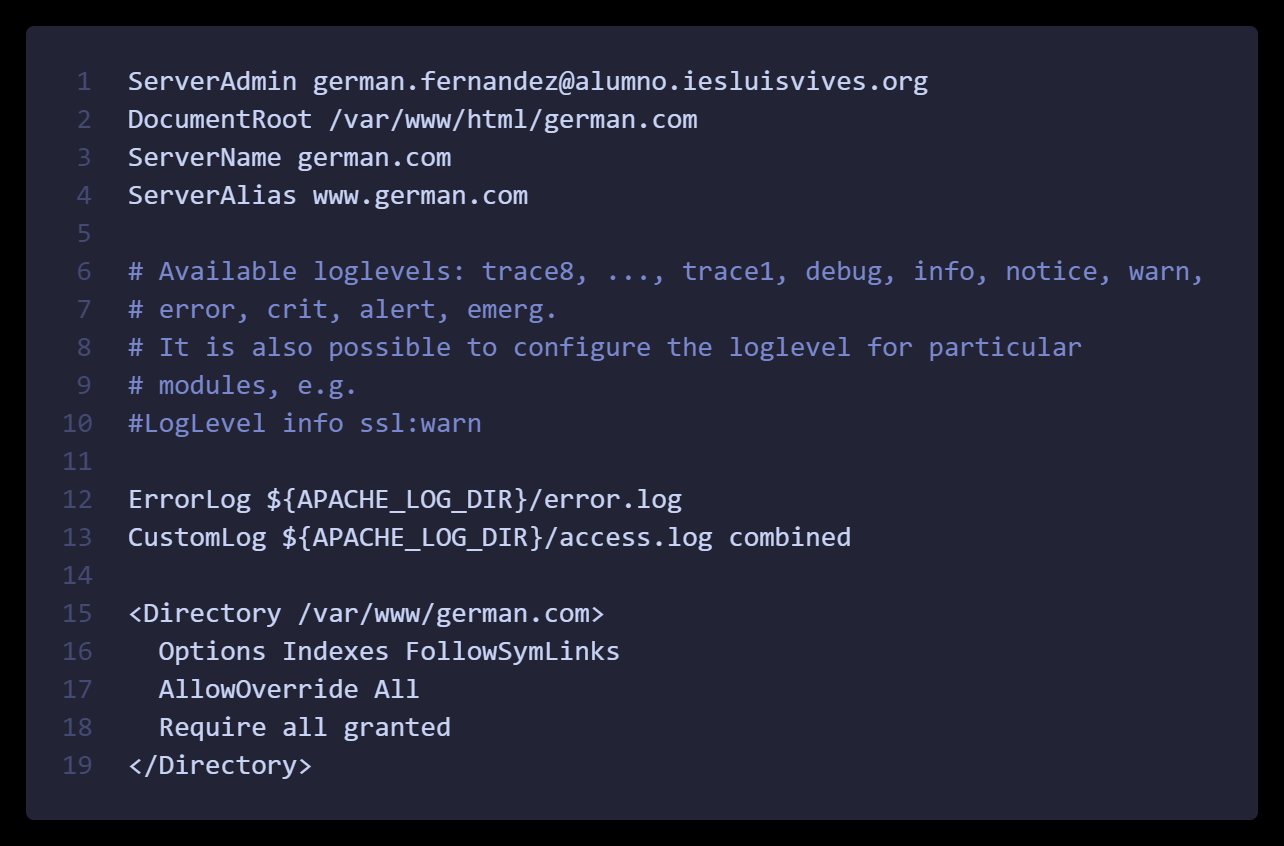 1 ServerAdmin german.fernandez@alumno.iesluisvives.org
2 DocumentRoot /var/www/html/german.com
3 ServerName german.com
4 ServerAlias www.german.com
5
6 # Available loglevels: trace8, ..., trace1, debug, info, notice, warn,
7 # error, crit, alert, emerg.
8 # It is also possible to configure the loglevel for particular
9 # modules, e.g.
10 #LogLevel info ssl:warn
11
12 ErrorLog ${APACHE_LOG_DIR}/error.log
13 CustomLog ${APACHE_LOG_DIR}/access.log combined
14
15 <Directory /var/www/german.com>
16   Options Indexes FollowSymLinks
17   AllowOverride All
18   Require all granted
19 </Directory>